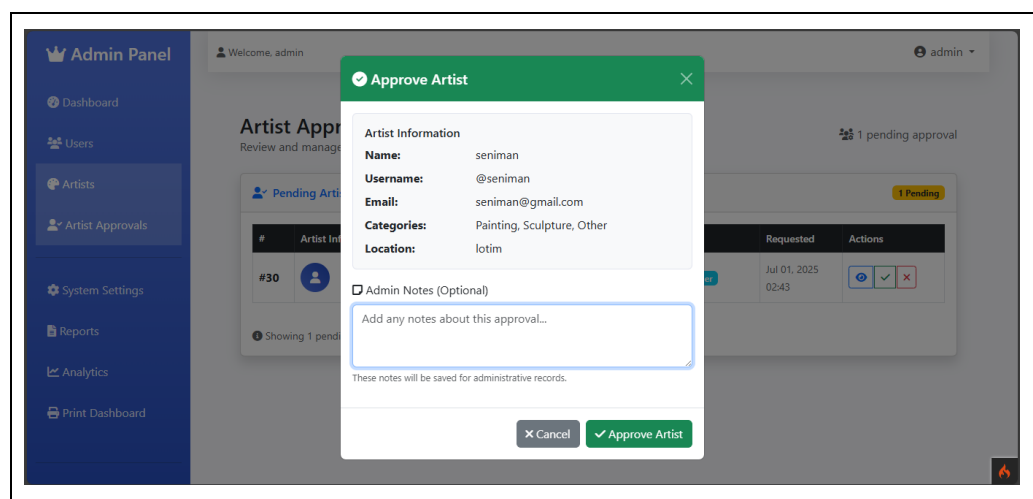 Admin Panel
Welcome, admin
admin
Dashboard
Users
Artists
Artist Approvals
System Settings
Reports
Analytics
Print Dashboard
Artist Appr
Review and manage
1 pending approval
Pending Arti
1 Pending
#
Artist Inf
Requested
Actions
#30
er
Jul 01, 2025
02:43
Showing 1 pendi
Approve Artist
Artist Information
Name: seniman
Username: @seniman
Email: seniman@gmail.com
Categories: Painting, Sculpture, Other
Location: lotim
Admin Notes (Optional)
Add any notes about this approval...
These notes will be saved for administrative records.
Cancel
Approve Artist